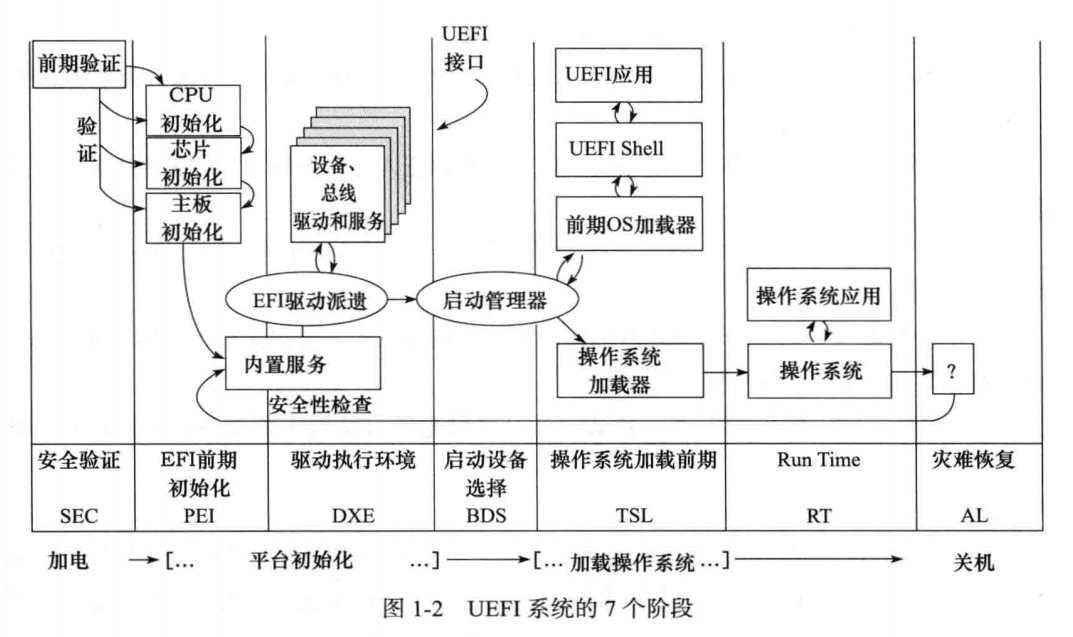 UEFI
接口
前期验证
验
证
CPU
初始化
芯片
初始化
主板
初始化
设备、
总线
驱动和服务
UEFI应用
UEFI Shell
前期OS加载器
EFI驱动派遣
启动管理器
内置服务
安全性检查
操作系统
加载器
操作系统应用
操作系统
?
安全验证
SEC
EFI前期
初始化
PEI
驱动执行环境
DXE
启动设备
选择
BDS
操作系统加载前期
TSL
Run Time
RT
灾难恢复
AL
加电
[... 平台初始化 ...]
[... 加载操作系统 ...]
关机
图 1-2 UEFI 系统的 7 个阶段